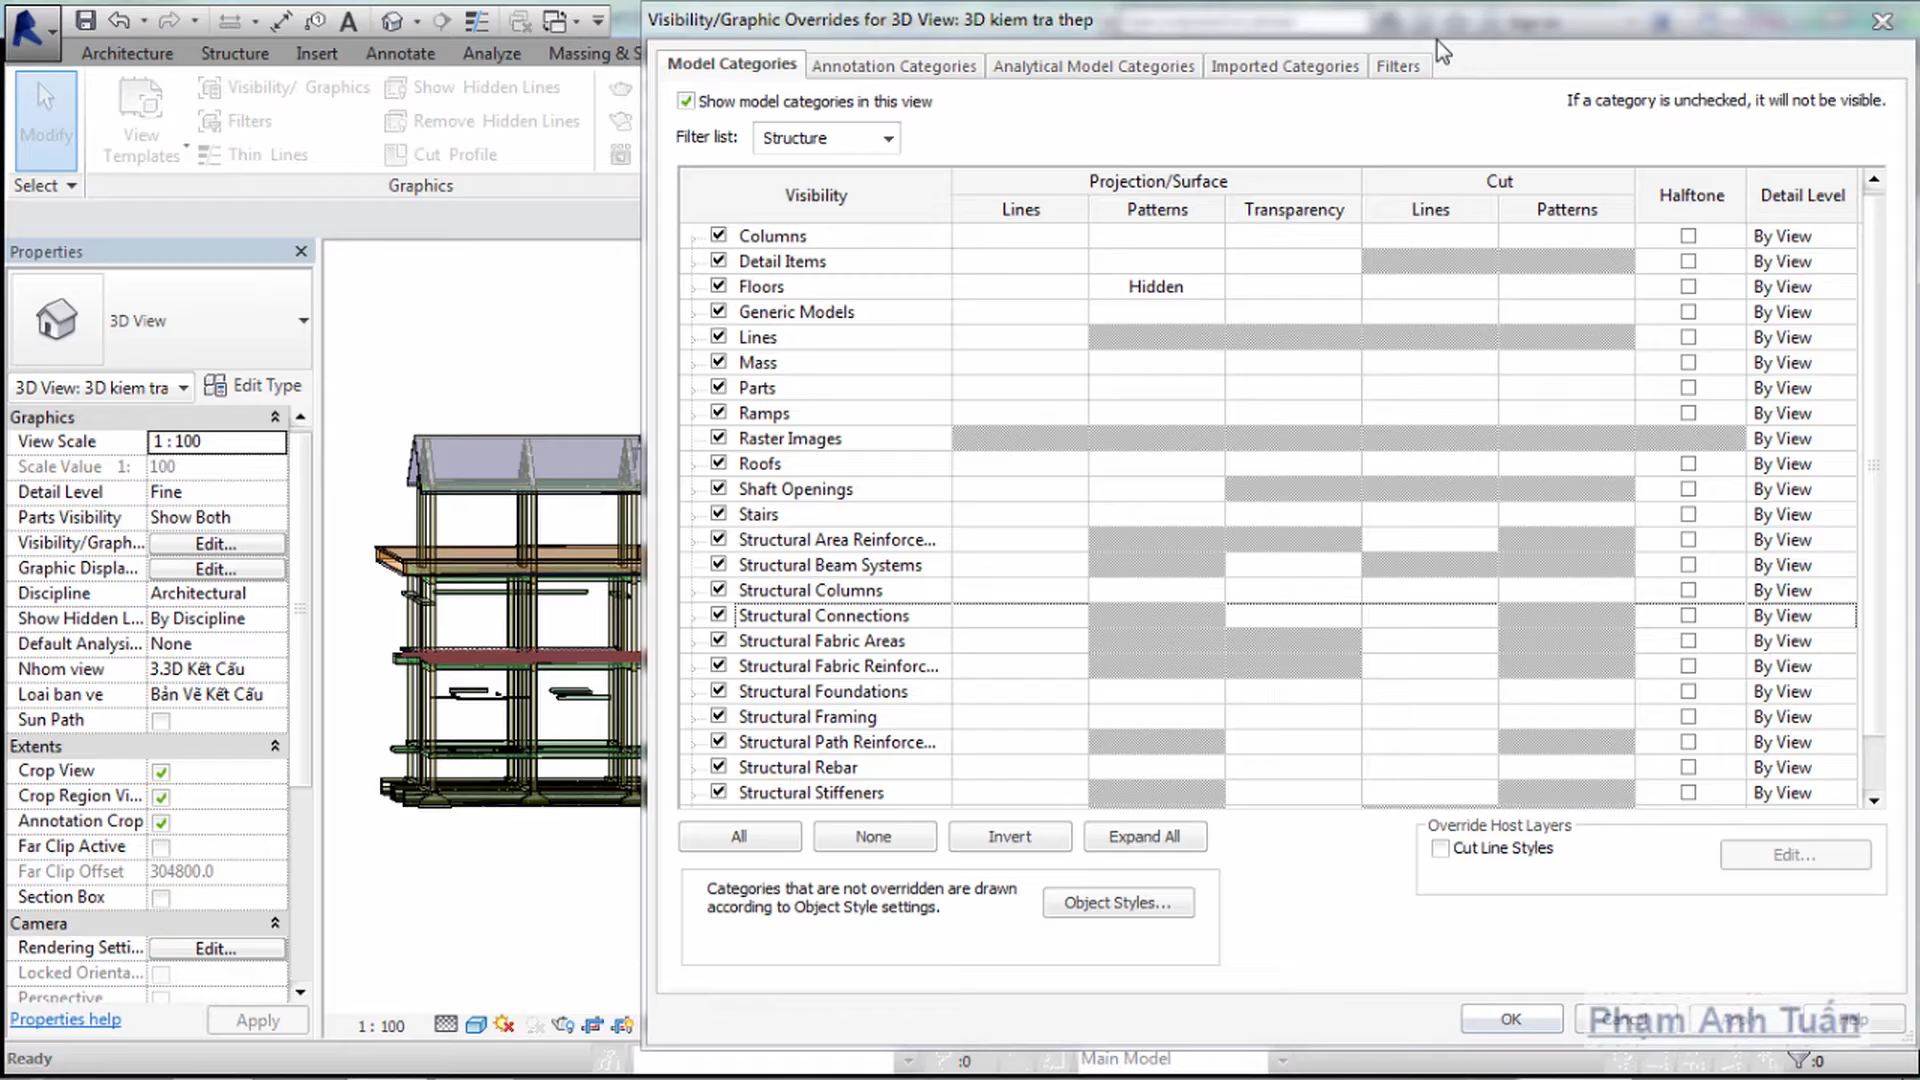 Visibility/Graphic Overrides for 3D View: 3D kiem tra thep
Architecture Structure Insert Annotate Analyze Massing & S
Model Categories Annotation Categories Analytical Model Categories Imported Categories Filters
Modify
View
Templates
Visibility/ Graphics
Filters
Thin Lines
Show Hidden Lines
Remove Hidden Lines
Cut Profile
Select
Graphics
Show model categories in this view
If a category is unchecked, it will not be visible.
Filter list: Structure
Visibility Projection/Surface Cut Halftone Detail Level
Lines Patterns Transparency Lines Patterns
Columns By View
Detail Items By View
Floors Hidden By View
Generic Models By View
Lines By View
Mass By View
Parts By View
Ramps By View
Raster Images By View
Roofs By View
Shaft Openings By View
Stairs By View
Structural Area Reinforce... By View
Structural Beam Systems By View
Structural Columns By View
Structural Connections By View
Structural Fabric Areas By View
Structural Fabric Reinforc... By View
Structural Foundations By View
Structural Framing By View
Structural Path Reinforce... By View
Structural Rebar By View
Structural Stiffeners By View
All None Invert Expand All
Override Host Layers
Cut Line Styles
Edit...
Categories that are not overridden are drawn
according to Object Style settings.
Object Styles...
OK
Phạm Anh Tuấn
Properties
3D View
3D View: 3D kiem tra Edit Type
Graphics
View Scale 1 : 100
Scale Value 1: 100
Detail Level Fine
Parts Visibility Show Both
Visibility/Graph... Edit...
Graphic Displa... Edit...
Discipline Architectural
Show Hidden L... By Discipline
Default Analysi... None
Nhom view 3.3D Kết Cấu
Loai ban ve Bản Vẽ Kết Cấu
Sun Path
Extents
Crop View
Crop Region Vi...
Annotation Crop
Far Clip Active
Far Clip Offset 304800.0
Section Box
Camera
Rendering Setti... Edit...
Locked Orienta...
Perspective
Properties help Apply
1 : 100
Ready
:0
Main Model
:0